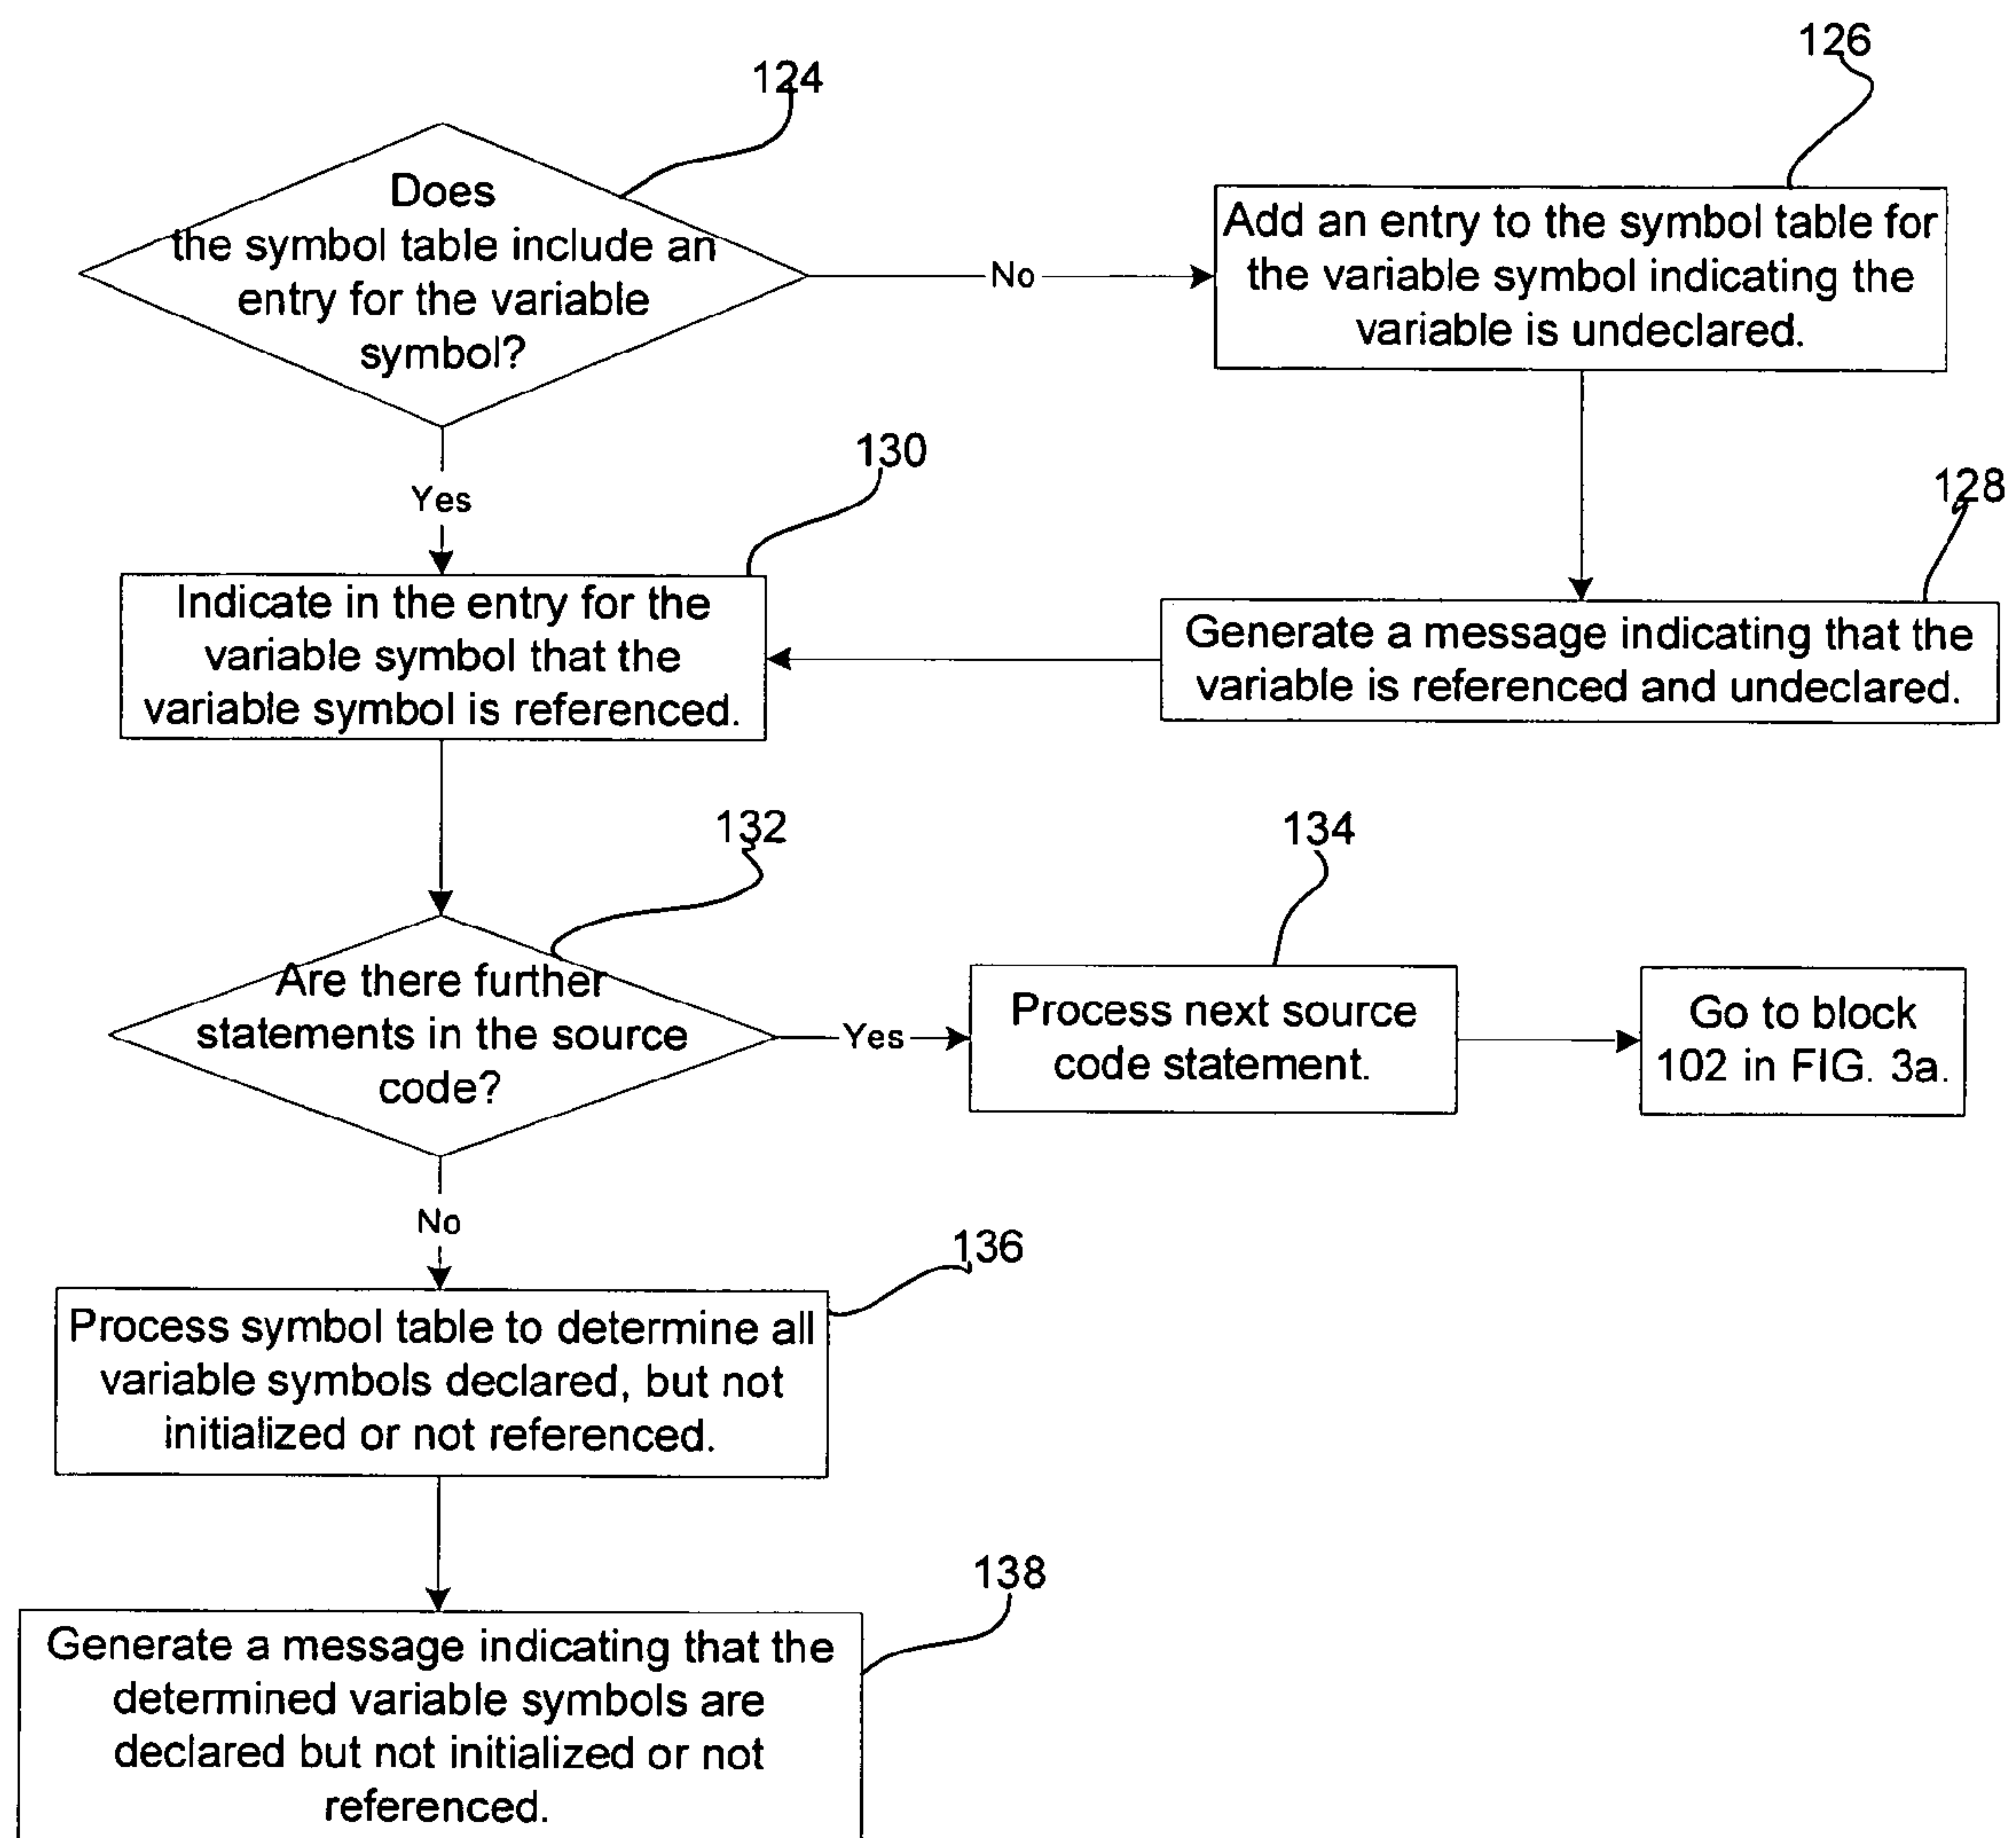 124
126
Does
the symbol table include an
entry for the variable
symbol?
No
Add an entry to the symbol table for
the variable symbol indicating the
variable is undeclared.
Yes
130
128
Indicate in the entry for the
variable symbol that the
variable symbol is referenced.
Generate a message indicating that the
variable is referenced and undeclared.
132
134
Are there further
statements in the source
code?
Yes
Process next source
code statement.
Go to block
102 in FIG. 3a.
No
136
Process symbol table to determine all
variable symbols declared, but not
initialized or not referenced.
138
Generate a message indicating that the
determined variable symbols are
declared but not initialized or not
referenced.